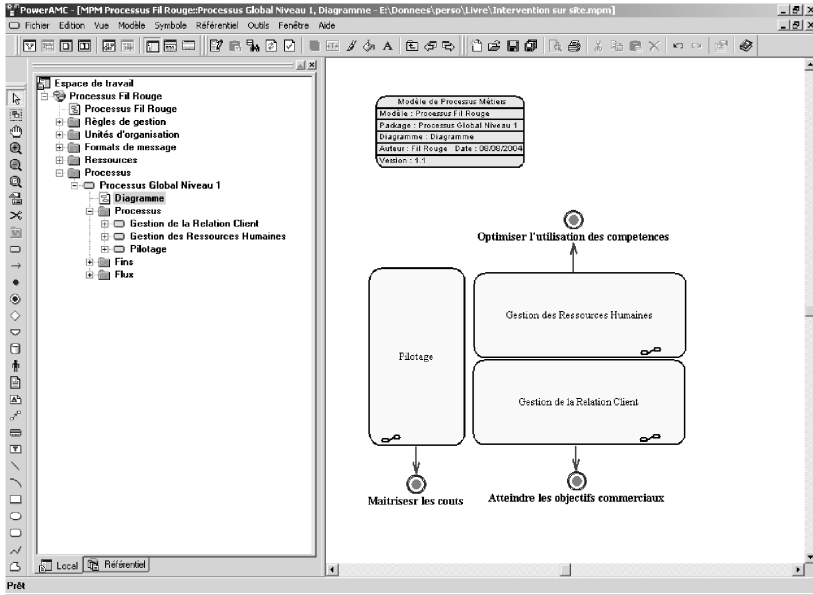 PowerAMC - [MPM Processus Fil Rouge::Processus Global Niveau 1, Diagramme - E:\Donnees\perso\Livre\Intervention sur site.mpm]
Fichier Edition Vue Modèle Symbole Référentiel Outils Fenêtre Aide
Espace de travail
Processus Fil Rouge
Processus Fil Rouge
Règles de gestion
Unités d'organisation
Formats de message
Ressources
Processus
Processus Global Niveau 1
Diagramme
Processus
Gestion de la Relation Client
Gestion des Ressources Humaines
Pilotage
Fins
Flux
Local Référentiel
Prêt
Modèle de Processus Métiers
Modèle : Processus Fil Rouge
Package : Processus Global Niveau 1
Diagramme : Diagramme
Auteur : Fil Rouge Date : 08/08/2004
Version : 1.1
Optimiser l'utilisation des competences
Gestion des Ressources Humaines
Pilotage
Gestion de la Relation Client
Maitrisesr les couts
Atteindre les objectifs commerciaux